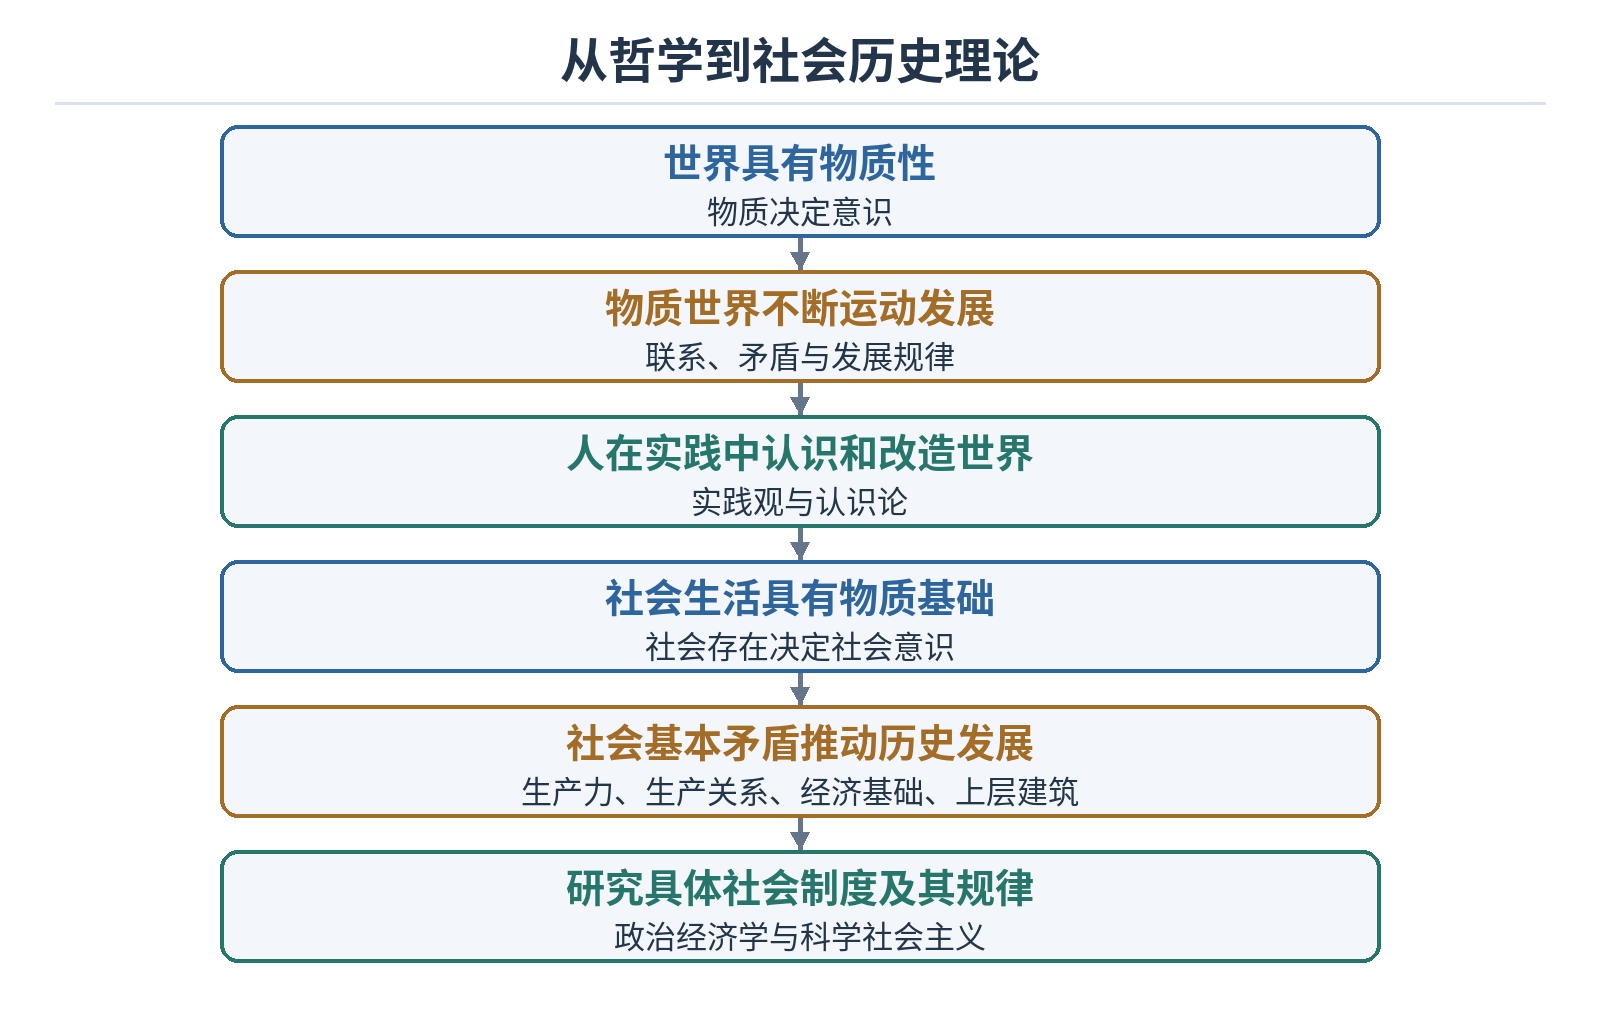 从哲学到社会历史理论
世界具有物质性
物质决定意识
物质世界不断运动发展
联系、矛盾与发展规律
人在实践中认识和改造世界
实践观与认识论
社会生活具有物质基础
社会存在决定社会意识
社会基本矛盾推动历史发展
生产力、生产关系、经济基础、上层建筑
研究具体社会制度及其规律
政治经济学与科学社会主义